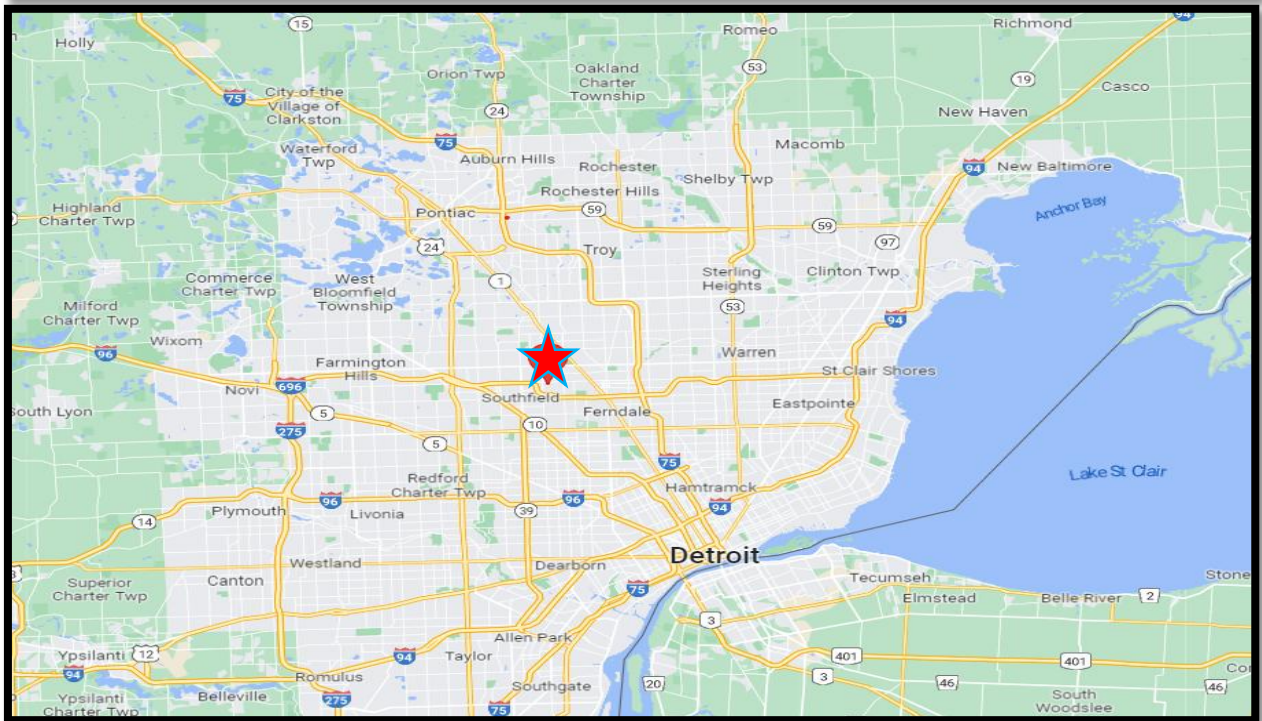 94
15
Richmond
Holly
Romeo
Orion Twp
Oakland
Charter
Township
53
19
Casco
75
City of the
Village of
Clarkston
24
New Haven
Waterford
Twp
75
Auburn Hills
Macomb
Rochester
94
New Baltimore
Shelby Twp
Rochester Hills
Highland
Charter Twp
Pontiac
59
Anchor Bay
24
59
97
Troy
Commerce
Charter Twp
West
Bloomfield
Township
1
Sterling
Heights
Clinton Twp
Milford
Charter Twp
53
94
Wixom
96
Farmington
Hills
Warren
St Clair Shores
Novi
696
Southfield
Ferndale
Eastpointe
South Lyon
5
10
275
5
75
Lake St Clair
Redford
Charter Twp
96
96
Hamtramck
94
14
Plymouth
Livonia
39
Detroit
Westland
Dearborn
Canton
Superior
Charter Twp
75
Tecumseh
Stone
Elmstead
Belle River
2
3
Allen Park
Ypsilanti
12
94
Taylor
401
401
94
Romulus
3
46
46
Southgate
20
Ypsilanti
Charter Twp
Belleville
275
75
South
Woodslee